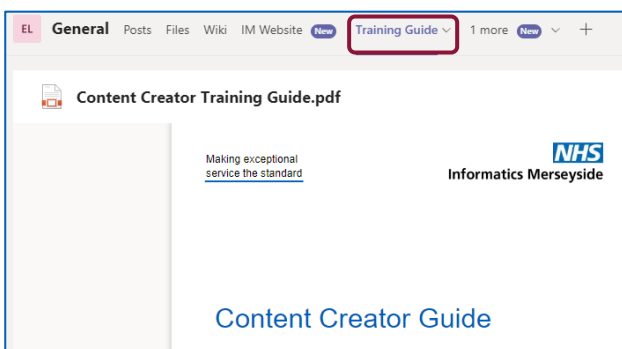 EL General Posts Files Wiki IM Website New Training Guide 1 more New
Content Creator Training Guide.pdf
Making exceptional
service the standard
NHS
Informatics Merseyside
Content Creator Guide